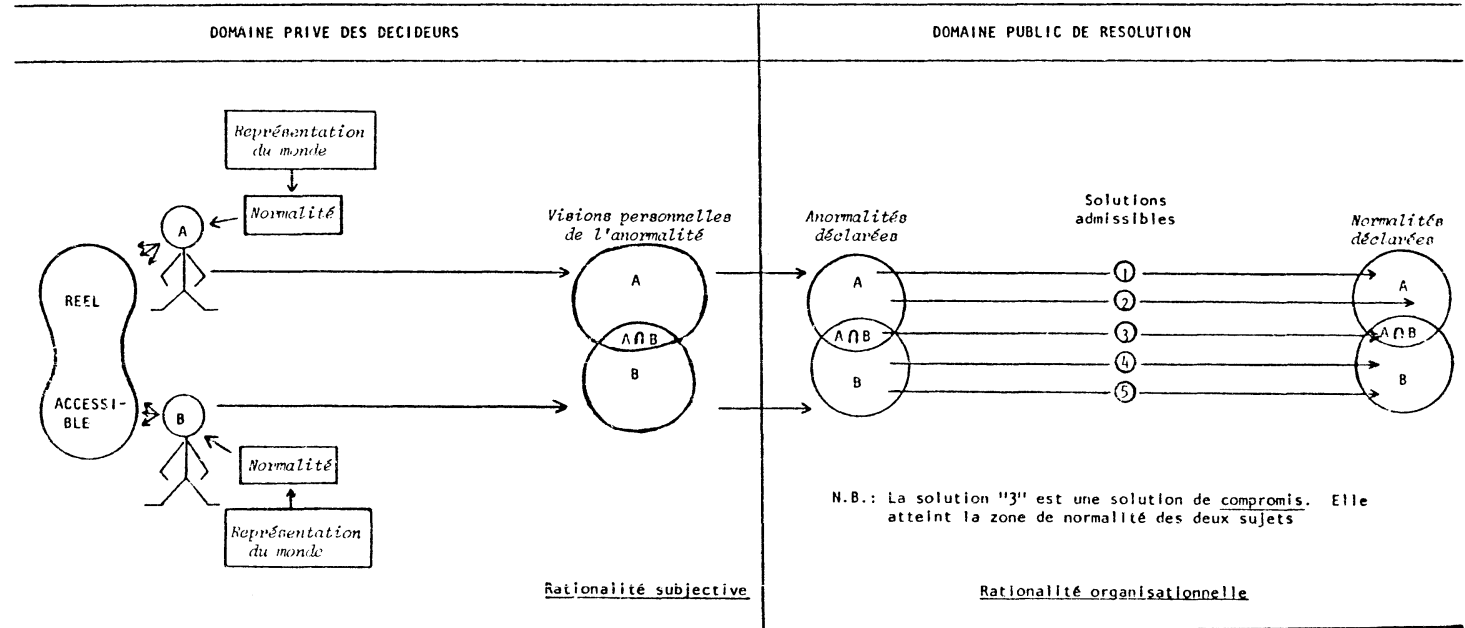 DOMAINE PRIVE DES DECIDEURS
DOMAINE PUBLIC DE RESOLUTION
Représentation
du monde
Normalité
A
REEL
ACCESSI-
BLE
B
Normalité
Représentation
du monde
Visions personnelles
de l'anormalité
A
A∩B
B
Rationalité subjective
Anormalités
déclarées
A
A∩B
B
Solutions
admissibles
1
2
3
4
5
Normalités
déclarées
A
A∩B
B
N.B.: La solution "3" est une solution de compromis. Elle
atteint la zone de normalité des deux sujets
Rationalité organisationnelle